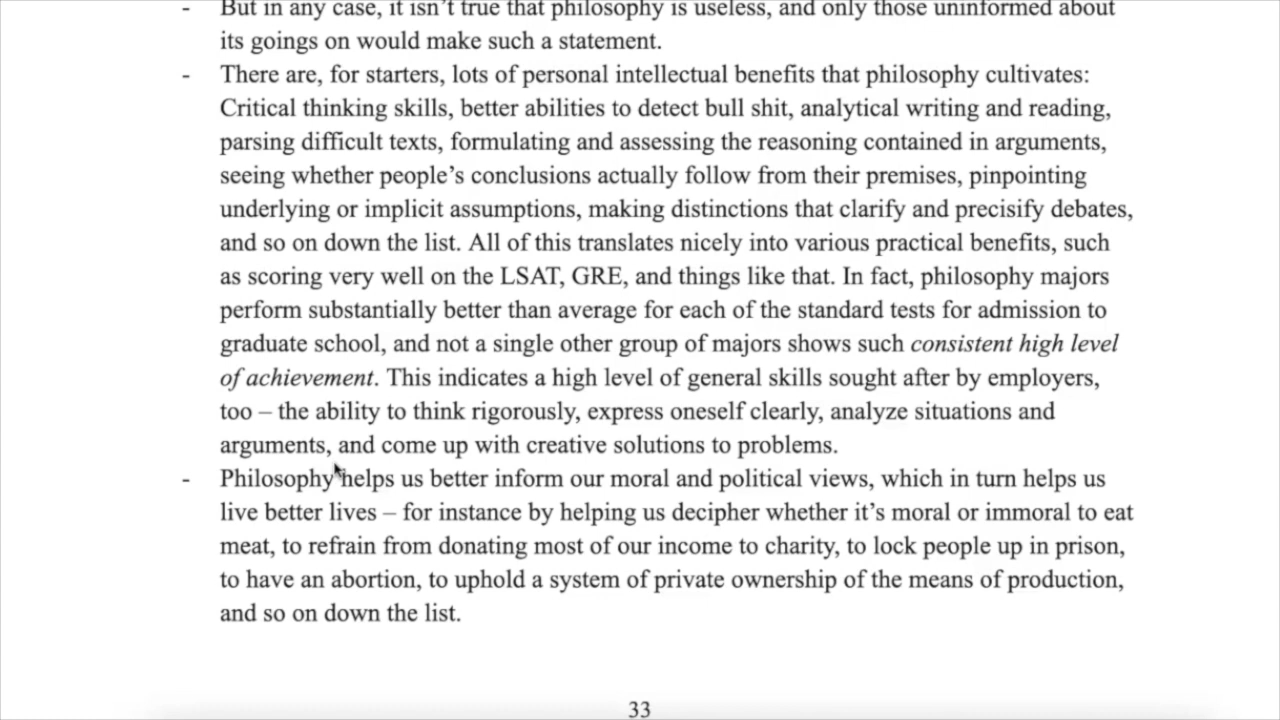 - But in any case, it isn't true that philosophy is useless, and only those uninformed about
its goings on would make such a statement.
- There are, for starters, lots of personal intellectual benefits that philosophy cultivates:
Critical thinking skills, better abilities to detect bull shit, analytical writing and reading,
parsing difficult texts, formulating and assessing the reasoning contained in arguments,
seeing whether people's conclusions actually follow from their premises, pinpointing
underlying or implicit assumptions, making distinctions that clarify and precisify debates,
and so on down the list. All of this translates nicely into various practical benefits, such
as scoring very well on the LSAT, GRE, and things like that. In fact, philosophy majors
perform substantially better than average for each of the standard tests for admission to
graduate school, and not a single other group of majors shows such consistent high level
of achievement. This indicates a high level of general skills sought after by employers,
too – the ability to think rigorously, express oneself clearly, analyze situations and
arguments, and come up with creative solutions to problems.
- Philosophy helps us better inform our moral and political views, which in turn helps us
live better lives – for instance by helping us decipher whether it's moral or immoral to eat
meat, to refrain from donating most of our income to charity, to lock people up in prison,
to have an abortion, to uphold a system of private ownership of the means of production,
and so on down the list.
33